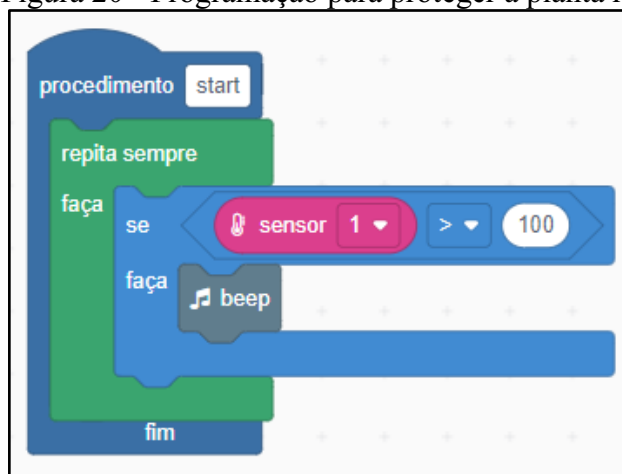 Figura 20 - Programação para proteger a planta
procedimento start
repita sempre
faça
se sensor 1 > 100
faça
beep
fim